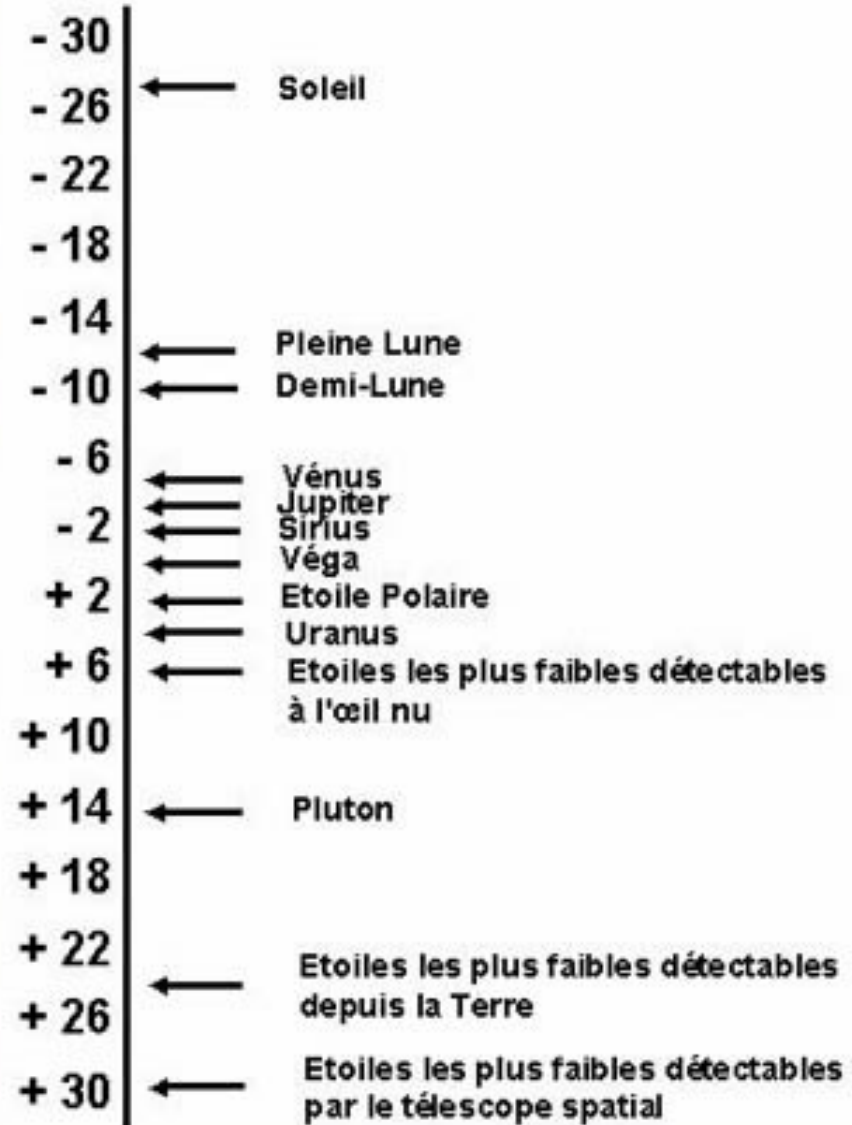 - 30
Soleil
- 26
- 22
- 18
- 14
Pleine Lune
- 10
Demi-Lune
- 6
Vénus
Jupiter
- 2
Sirius
Véga
+ 2
Etoile Polaire
Uranus
+ 6
Etoiles les plus faibles détectables
à l'œil nu
+ 10
+ 14
Pluton
+ 18
+ 22
Etoiles les plus faibles détectables
depuis la Terre
+ 26
Etoiles les plus faibles détectables
+ 30
par le télescope spatial